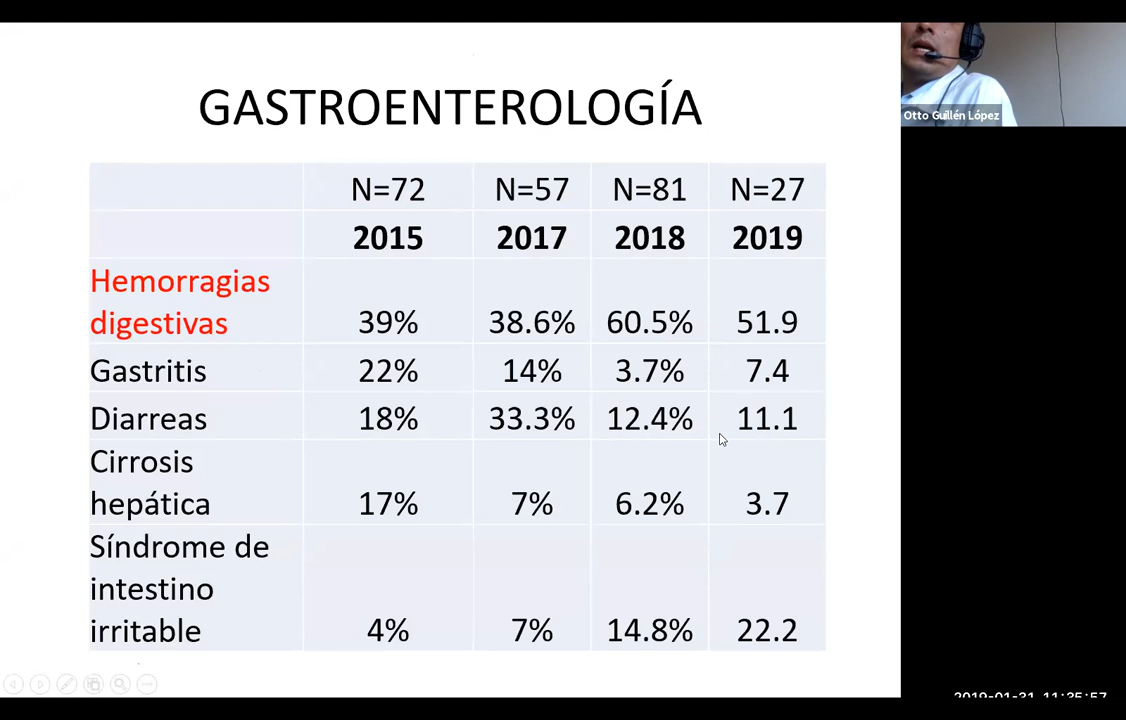 GASTROENTEROLOGÍA
Otto Guillén López
N=72 N=57 N=81 N=27
2015 2017 2018 2019
Hemorragias
digestivas 39% 38.6% 60.5% 51.9
Gastritis 22% 14% 3.7% 7.4
Diarreas 18% 33.3% 12.4% 11.1
Cirrosis
hepática 17% 7% 6.2% 3.7
Síndrome de
intestino
irritable 4% 7% 14.8% 22.2
2019-01-31 11:35:57